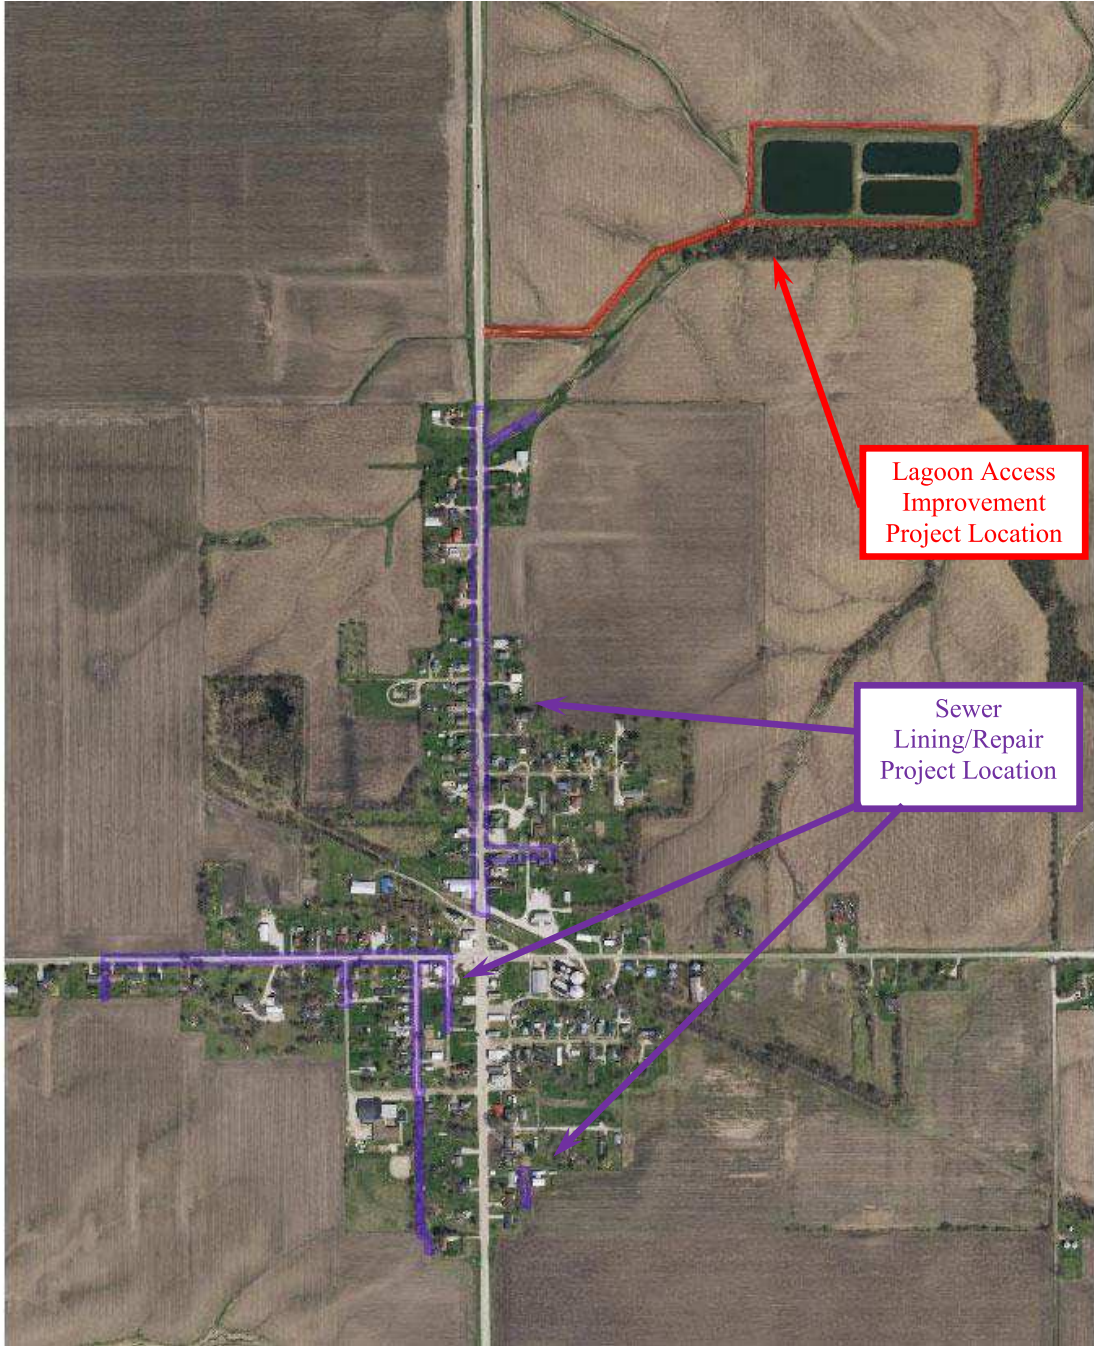 Lagoon Access
Improvement
Project Location
Sewer
Lining/Repair
Project Location